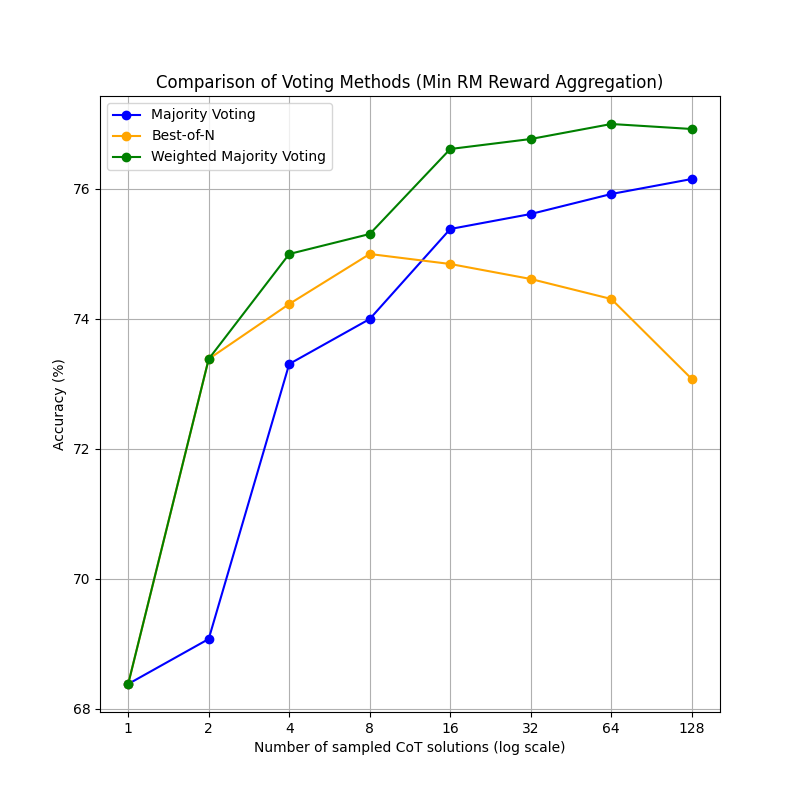 Comparison of Voting Methods (Min RM Reward Aggregation)
Majority Voting
Best-of-N
Weighted Majority Voting
76
74
72
70
68
Accuracy (%)
1 2 4 8 16 32 64 128
Number of sampled CoT solutions (log scale)